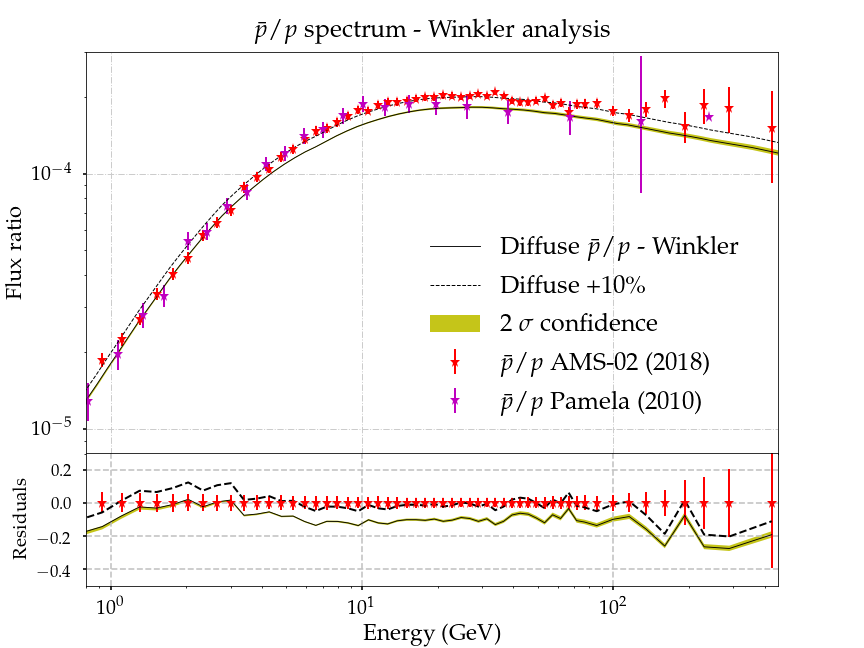 p̄/p spectrum - Winkler analysis
Flux ratio
10⁻⁴
10⁻⁵
Diffuse p̄/p - Winkler
Diffuse +10%
2 σ confidence
p̄/p AMS-02 (2018)
p̄/p Pamela (2010)
Residuals
0.2
0.0
−0.2
−0.4
10⁰ 10¹ 10²
Energy (GeV)